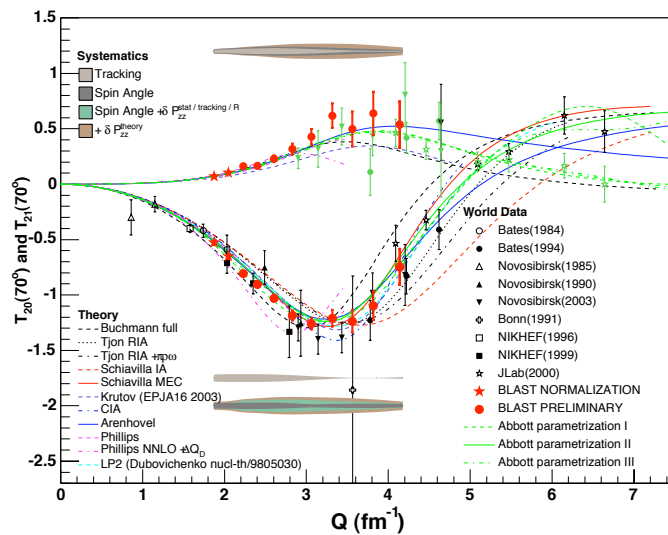 1.5
1
0.5
0
-0.5
-1
-1.5
-2
-2.5
T20(70°) and T21(70°)
Systematics
Tracking
Spin Angle
Spin Angle +δ P_zz^stat / tracking / R
+ δ P_zz^theory
World Data
Bates(1984)
Bates(1994)
Novosibirsk(1985)
Novosibirsk(1990)
Novosibirsk(2003)
Bonn(1991)
NIKHEF(1996)
NIKHEF(1999)
JLab(2000)
BLAST NORMALIZATION
BLAST PRELIMINARY
Abbott parametrization I
Abbott parametrization II
Abbott parametrization III
Theory
Buchmann full
Tjon RIA
Tjon RIA +πρω
Schiavilla IA
Schiavilla MEC
Krutov (EPJA16 2003)
CIA
Arenhovel
Phillips
Phillips NNLO +ΔQ_D
LP2 (Dubovichenko nucl-th/9805030)
0 1 2 3 4 5 6 7
Q (fm⁻¹)